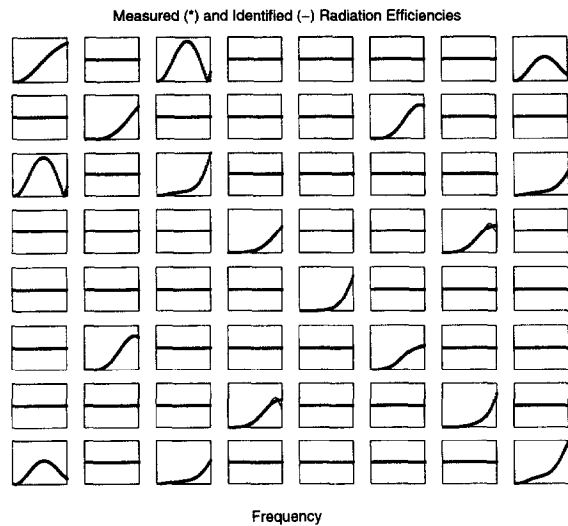 Measured (*) and Identified (–) Radiation Efficiencies
Frequency